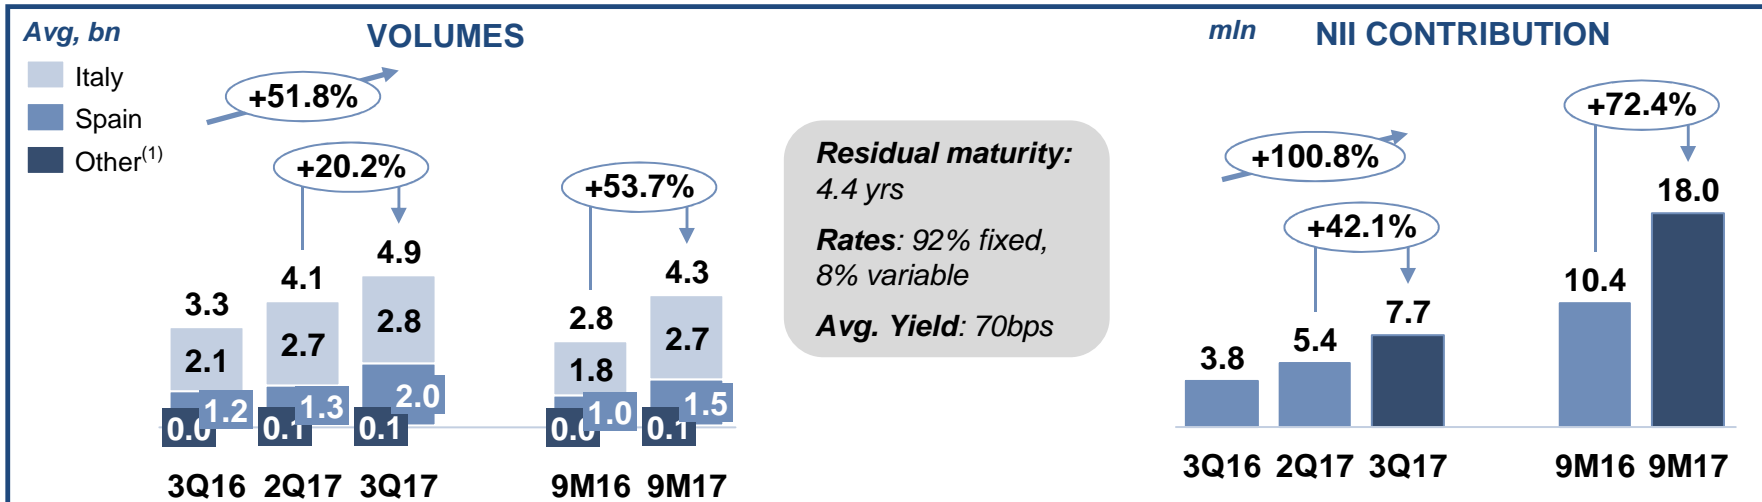 Avg, bn
VOLUMES
Italy
Spain
Other(1)
+51.8%
+20.2%
+53.7%
3.3
4.1
4.9
2.8
4.3
2.1
2.7
2.8
1.8
2.7
1.2
1.3
2.0
1.0
1.5
0.0
0.1
0.1
0.0
0.1
3Q16
2Q17
3Q17
9M16
9M17
Residual maturity:
4.4 yrs
Rates: 92% fixed,
8% variable
Avg. Yield: 70bps
mln
NII CONTRIBUTION
+100.8%
+42.1%
+72.4%
3.8
5.4
7.7
10.4
18.0
3Q16
2Q17
3Q17
9M16
9M17